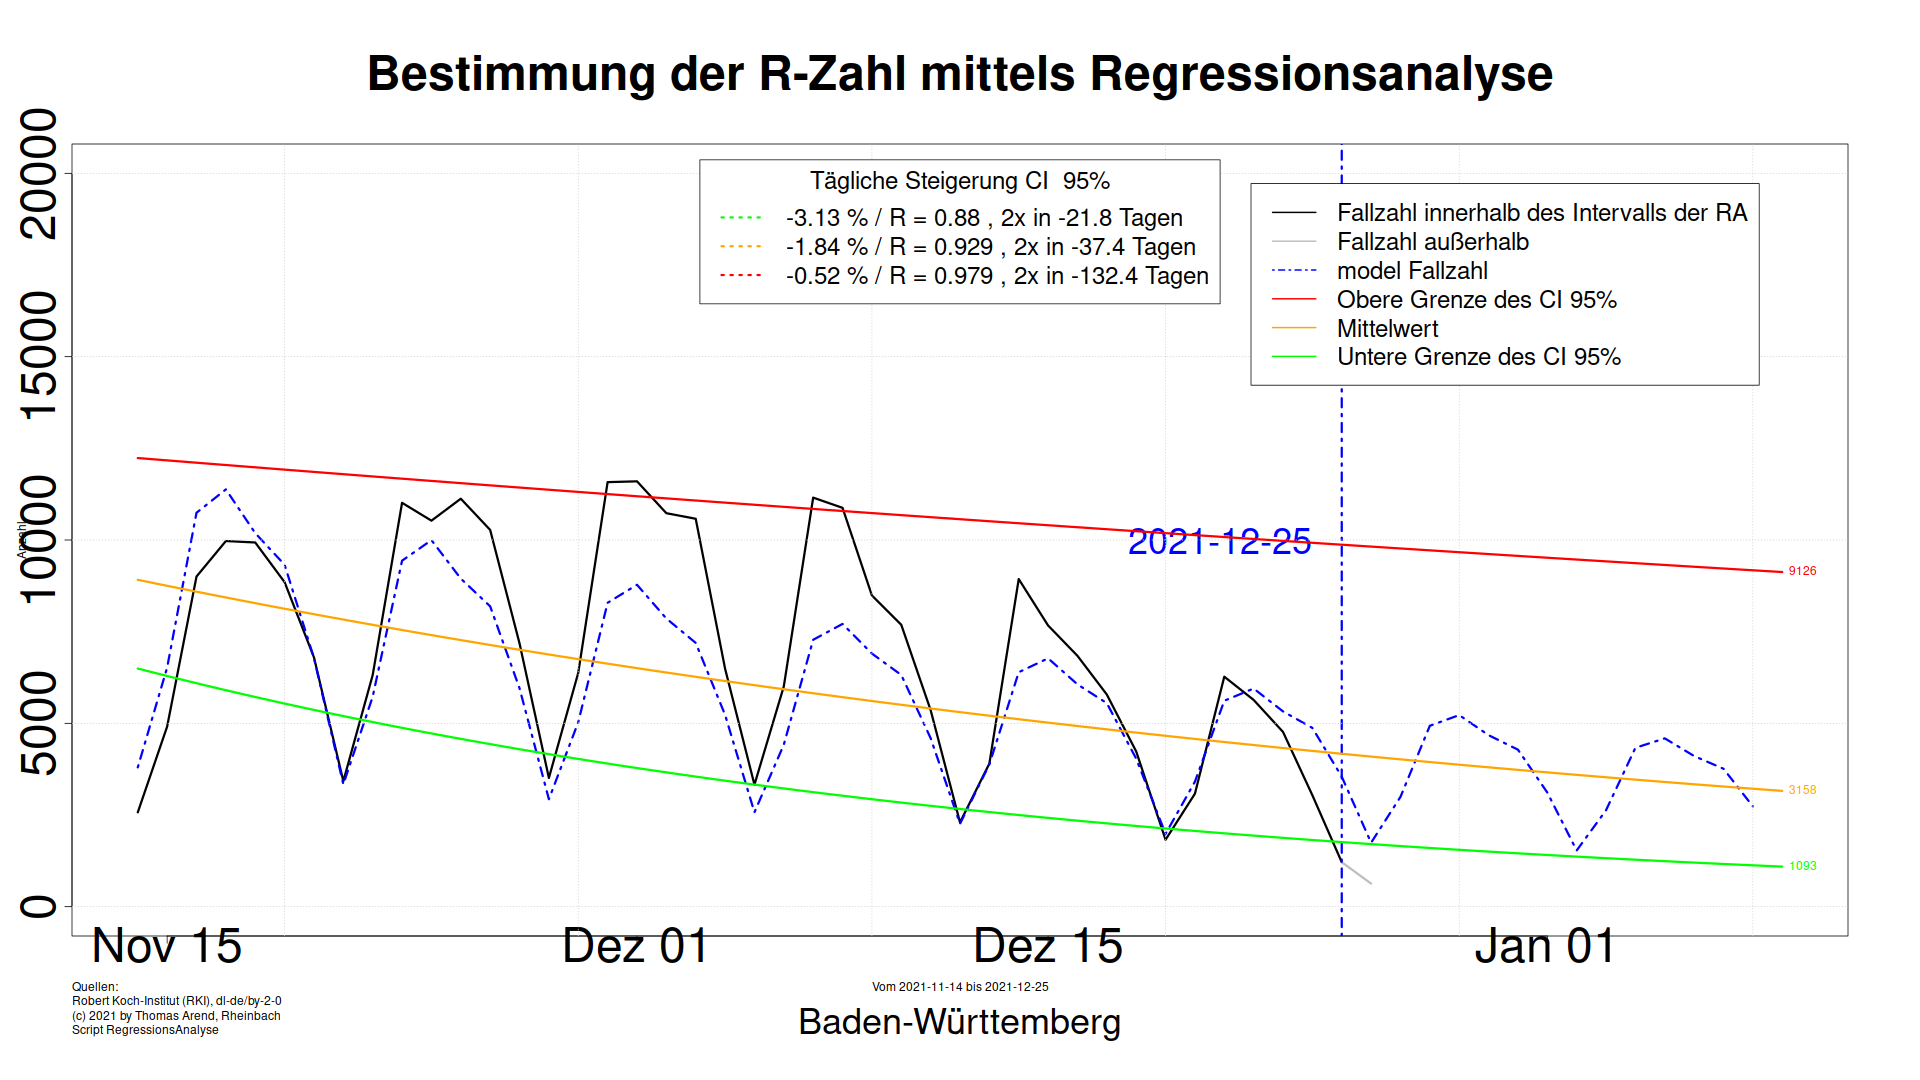 Bestimmung der R-Zahl mittels Regressionsanalyse
Tägliche Steigerung CI  95%
-3.13 % / R = 0.88 , 2x in -21.8 Tagen
-1.84 % / R = 0.929 , 2x in -37.4 Tagen
-0.52 % / R = 0.979 , 2x in -132.4 Tagen
Fallzahl innerhalb des Intervalls der RA
Fallzahl außerhalb
model Fallzahl
Obere Grenze des CI 95%
Mittelwert
Untere Grenze des CI 95%
20000
15000
10000
5000
0
Anzahl
2021-12-25
9126
3158
1093
Nov 15
Dez 01
Dez 15
Jan 01
Quellen:
Robert Koch-Institut (RKI), dl-de/by-2-0
(c) 2021 by Thomas Arend, Rheinbach
Script RegressionsAnalyse
Vom 2021-11-14 bis 2021-12-25
Baden-Württemberg